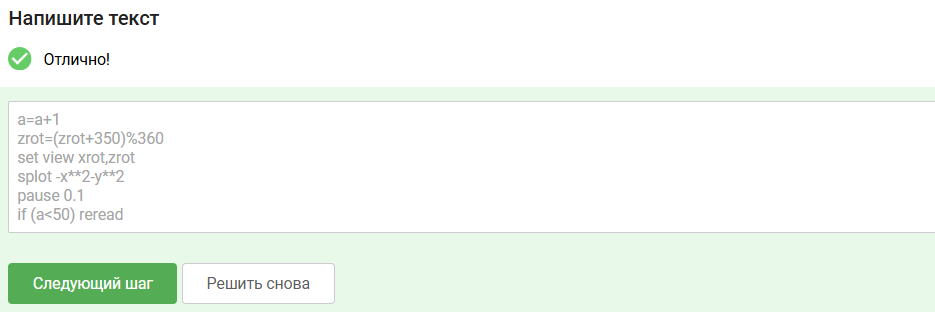 Напишите текст
Отлично!
a=a+1
zrot=(zrot+350)%360
set view xrot,zrot
splot -x**2-y**2
pause 0.1
if (a<50) reread
Следующий шаг
Решить снова